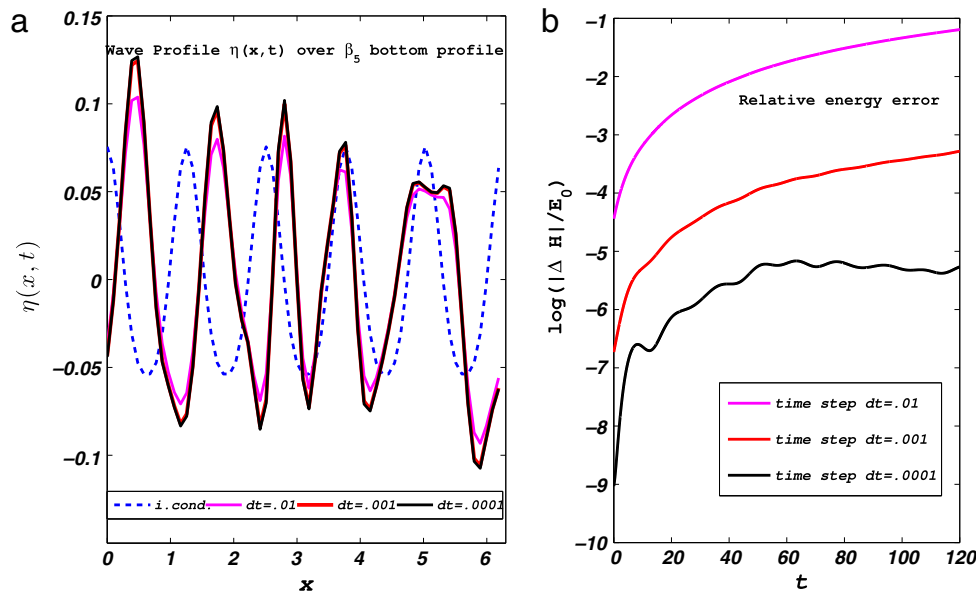 a
Wave Profile η(x,t) over β5 bottom profile
0.15
0.1
0.05
0
−0.05
−0.1
η(x, t)
0 1 2 3 4 5 6
x
i.cond. dt=.01 dt=.001 dt=.0001
b
Relative energy error
−1
−2
−3
−4
−5
−6
−7
−8
−9
−10
log(|Δ H|/E0)
0 20 40 60 80 100 120
t
time step dt=.01
time step dt=.001
time step dt=.0001